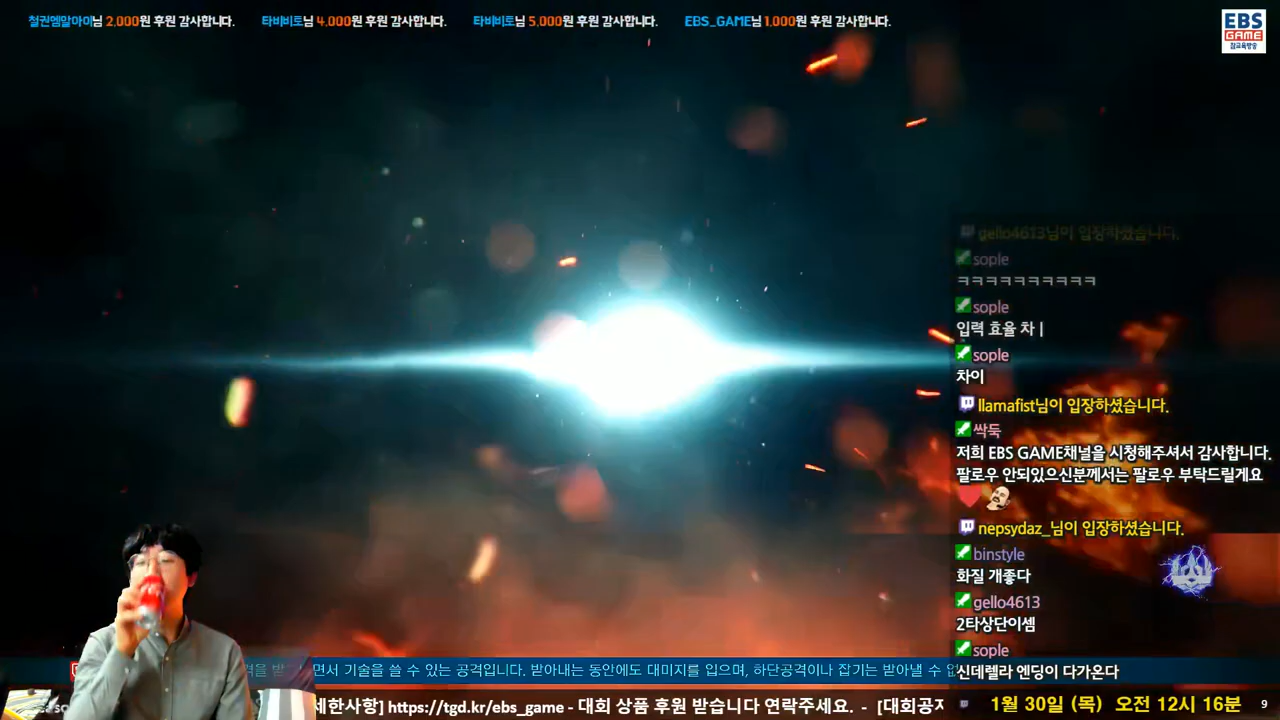 철권엠알아이님 2,000원 후원 감사합니다. 타비비토님 4,000원 후원 감사합니다. 타비비토님 5,000원 후원 감사합니다. EBS_GAME님 1,000원 후원 감사합니다.
EBS
GAME
참교육방송
gello4613님이 입장하셨습니다.
sople
ㅋㅋㅋㅋㅋㅋㅋㅋㅋㅋ
sople
입력 효율 차ㅣ
sople
차이
llamafist님이 입장하셨습니다.
싹둑
저희 EBS GAME채널을 시청해주셔서 감사합니다.
팔로우 안되있으신분께서는 팔로우 부탁드릴게요
nepsydaz_님이 입장하셨습니다.
binstyle
화질 개좋다
gello4613
2타상단이셈
sople
신데렐라 엔딩이 다가온다
면서 기술을 쓸 수 있는 공격입니다. 받아내는 동안에도 대미지를 입으며, 하단공격이나 잡기는 받아낼 수
세한사항] https://tgd.kr/ebs_game - 대회 상품 후원 받습니다 연락주세요. - [대회공지
1월 30일 (목) 오전 12시 16분
9